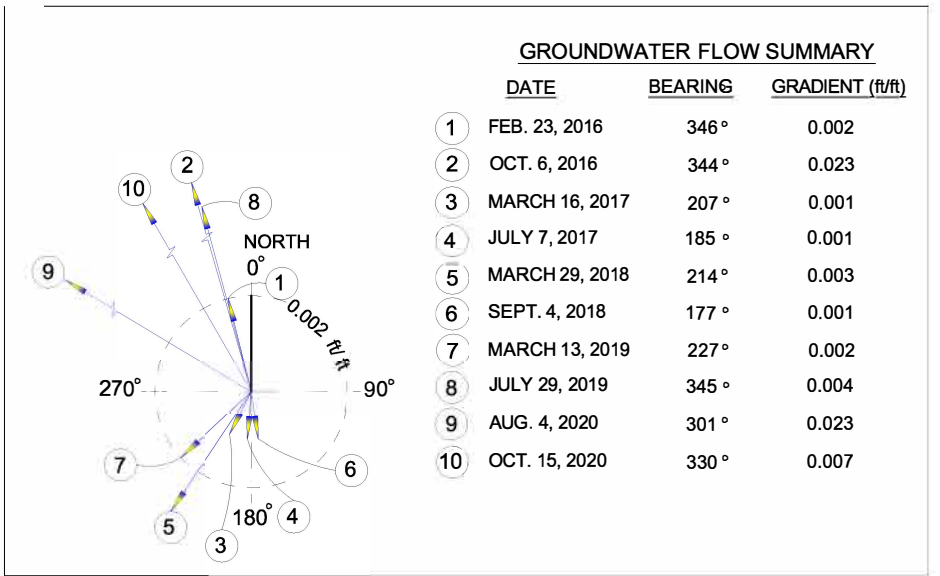 GROUNDWATER FLOW SUMMARY
DATE BEARING GRADIENT (ft/ft)
1 FEB. 23, 2016 346° 0.002
2 OCT. 6, 2016 344° 0.023
3 MARCH 16, 2017 207° 0.001
4 JULY 7, 2017 185° 0.001
5 MARCH 29, 2018 214° 0.003
6 SEPT. 4, 2018 177° 0.001
7 MARCH 13, 2019 227° 0.002
8 JULY 29, 2019 345° 0.004
9 AUG. 4, 2020 301° 0.023
10 OCT. 15, 2020 330° 0.007
2
10
8
NORTH
0°
9
1
0.002 ft/ft
270°
90°
7
6
5
180°
4
3